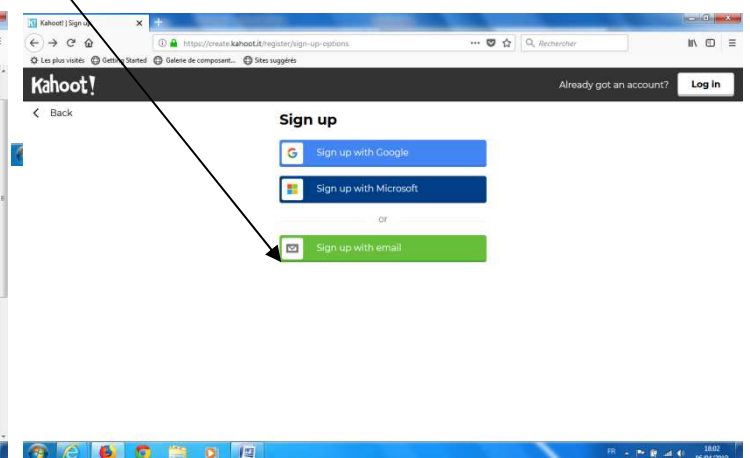 Kahoot! | Sign up
https://create.kahoot.it/register/sign-up-options
Rechercher
Les plus visités Getting Started Galerie de composant... Sites suggérés
Kahoot!
Already got an account? Log in
Back
Sign up
Sign up with Google
Sign up with Microsoft
or
Sign up with email
FR 18:02